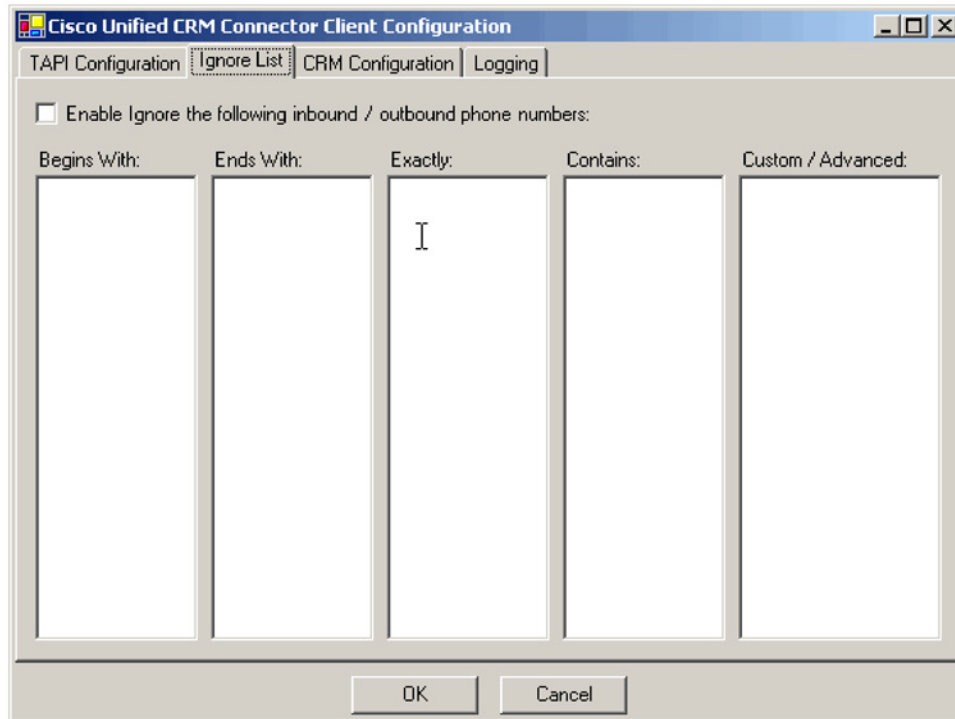 Cisco Unified CRM Connector Client Configuration
TAPI Configuration Ignore List CRM Configuration Logging
Enable Ignore the following inbound / outbound phone numbers:
Begins With: Ends With: Exactly: Contains: Custom / Advanced:
OK Cancel